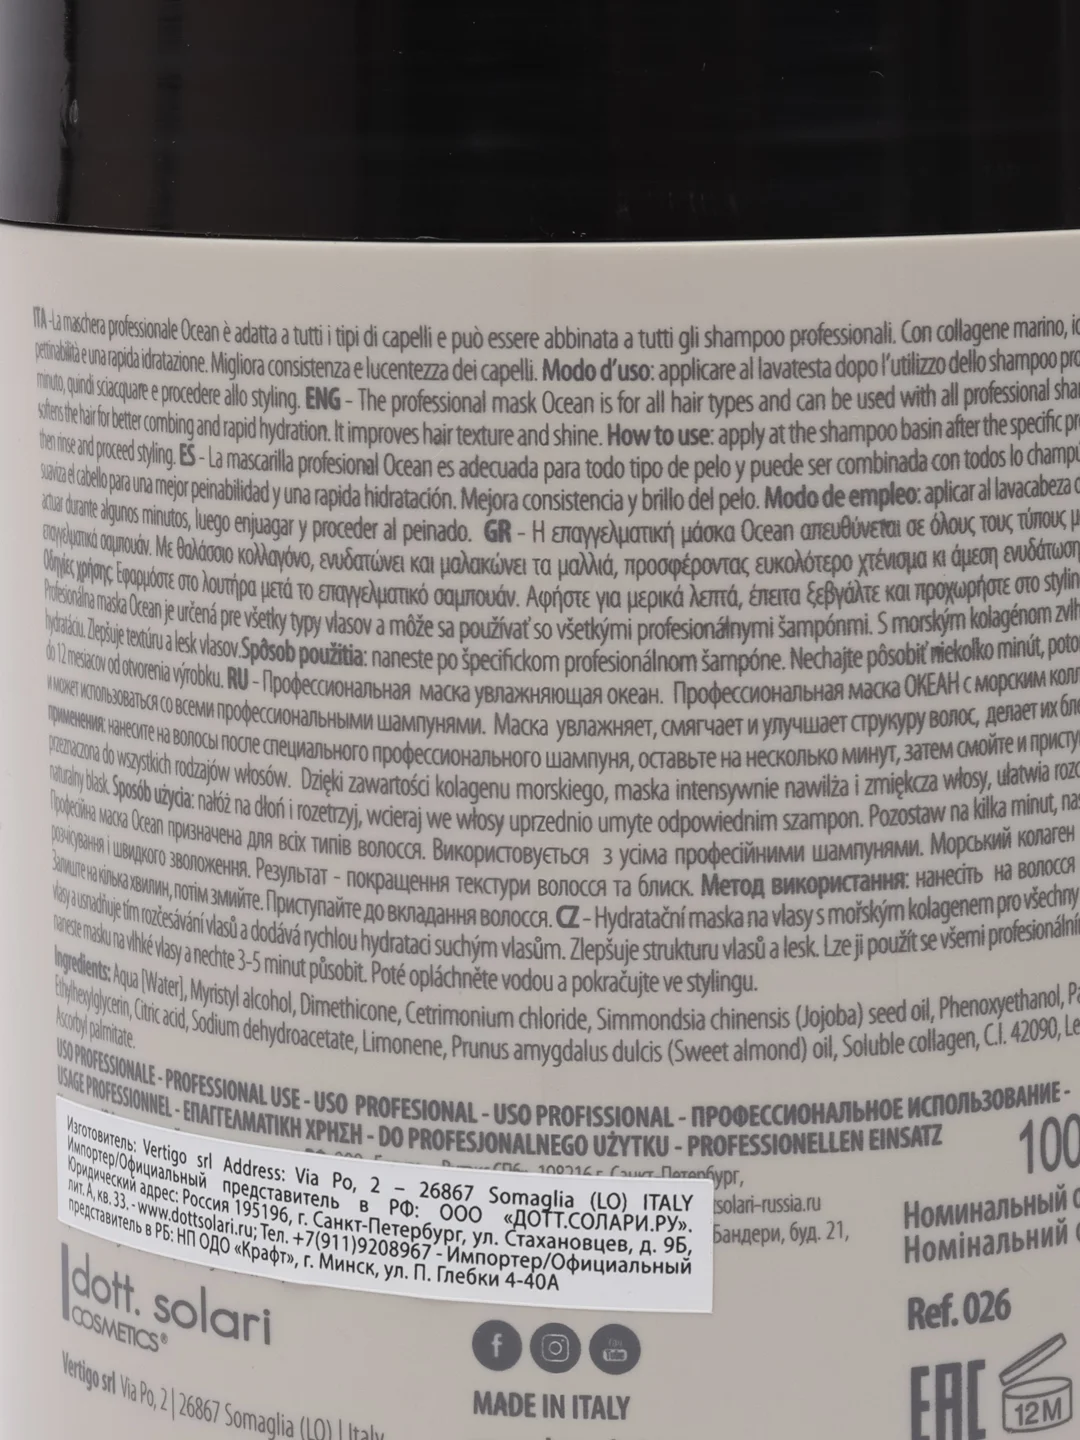 ITA -La maschera professionale Ocean è adatta a tutti i tipi di capelli e può essere abbinata a tutti gli shampoo professionali. Con collagene marino,
pettinabilità e una rapida idratazione. Migliora consistenza e lucentezza dei capelli. Modo d'uso: applicare al lavatesta dopo l'utilizzo dello shampoo
minuto, quindi sciacquare e procedere allo styling. ENG - The professional mask Ocean is for all hair types and can be used with all professional
softens the hair for better combing and rapid hydration. It improves hair texture and shine. How to use: apply at the shampoo basin after the specific
then rinse and proceed styling. ES - La mascarilla profesional Ocean es adecuada para todo tipo de pelo y puede ser combinada con todos lo
suaviza el cabello para una mejor peinabilidad y una rapida hidratación. Mejora consistencia y brillo del pelo. Modo de empleo: aplicar al lavacabeza
actuar durante algunos minutos, luego enjuagar y proceder al peinado. GR - Η επαγγελματική μάσκα Ocean απευθύνεται σε όλους τους τύπους
επαγγελματικά σαμπουάν. Με θαλάσσιο κολλαγόνο, ενυδατώνει και μαλακώνει τα μαλλιά, προσφέροντας ευκολότερο χτένισμα κι άμεση
Οδηγίες χρήσης: Εφαρμόστε στο λουτήρα μετά το επαγγελματικό σαμπουάν. Αφήστε για μερικά λεπτά, έπειτα ξεβγάλτε και προχωρήστε στο
Profesionálna maska Ocean je určená pre všetky typy vlasov a môže sa používať so všetkými profesionálnymi šampónmi. S morským kolagénom
hydratáciu. Zlepšuje textúru a lesk vlasov.Spôsob použitia: naneste po špecifickom profesionálnom šampóne. Nechajte pôsobiť niekolko minút,
do 12 mesiacov od otvorenia výrobku. RU - Профессиональная маска увлажняющая океан. Профессиональная маска ОКЕАН с морским
и может использоваться со всеми профессиональными шампунями. Маска увлажняет, смягчает и улучшает струкуру волос, делает их
применения: нанесите на волосы после специального профессионального шампуня, оставьте на несколько минут, затем смойте и
przeznaczona do wszystkich rodzajów włosów. Dzięki zawartości kolagenu morskiego, maska intensywnie nawilża i zmiękcza włosy, ułatwia
naturalny blask. Sposób użycia: nałóż na dłoń i rozetrzyj, wcieraj we włosy uprzednio umyte odpowiednim szampon. Pozostaw na kilka minut,
Професійна маска Ocean призначена для всіх типів волосся. Використовується з усіма професійними шампунями. Морський колаген
розчісування і швидкого зволоження. Результат - покращення текстури волосся та блиск. Метод використання: нанесіть на волосся
Залиште на кілька хвилин, потім змийте. Приступайте до вкладання волосся. CZ - Hydratační maska na vlasy s mořským kolagenem pro všechny
vlasy a usnadňuje tím rozčesávání vlasů a dodává rychlou hydrataci suchým vlasům. Zlepšuje strukturu vlasů a lesk. Lze ji použít se všemi
naneste masku na vlhké vlasy a nechte 3-5 minut působit. Poté opláchněte vodou a pokračujte ve stylingu.
Ingredients: Aqua [Water], Myristyl alcohol, Dimethicone, Cetrimonium chloride, Simmondsia chinensis (Jojoba) seed oil, Phenoxyethanol,
Ethylhexylglycerin, Citric acid, Sodium dehydroacetate, Limonene, Prunus amygdalus dulcis (Sweet almond) oil, Soluble collagen, C.I. 42090,
Ascorbyl palmitate.
USO PROFESSIONALE - PROFESSIONAL USE - USO PROFESIONAL - USO PROFISSIONAL - ПРОФЕССИОНАЛЬНОЕ ИСПОЛЬЗОВАНИЕ -
USAGE PROFESSIONNEL - ΕΠΑΓΓΕΛΜΑΤΙΚΗ ΧΡΗΣΗ - DO PROFESJONALNEGO UŻYTKU - PROFESSIONELLEN EINSATZ
Изготовитель: Vertigo srl Address: Via Po, 2 – 26867 Somaglia (LO) ITALY
Импортер/Официальный представитель в РФ: ООО «ДОТТ.СОЛАРИ.РУ».
Юридический адрес: Россия 195196, г. Санкт-Петербург, ул. Стахановцев, д. 9Б,
лит. А, кв. 33. - www.dottsolari.ru; Тел. +7(911)9208967 - Импортер/Официальный
представитель в РБ: НП ОДО «Крафт», г. Минск, ул. П. Глебки 4-40А
solari-russia.ru
Бандери, буд. 21,
100
Номинальный
Номінальний
Ref. 026
dott. solari
COSMETICS®
Vertigo srl Via Po, 2 | 26867 Somaglia (LO) | Italy
f
You Tube
MADE IN ITALY
EAC
12M